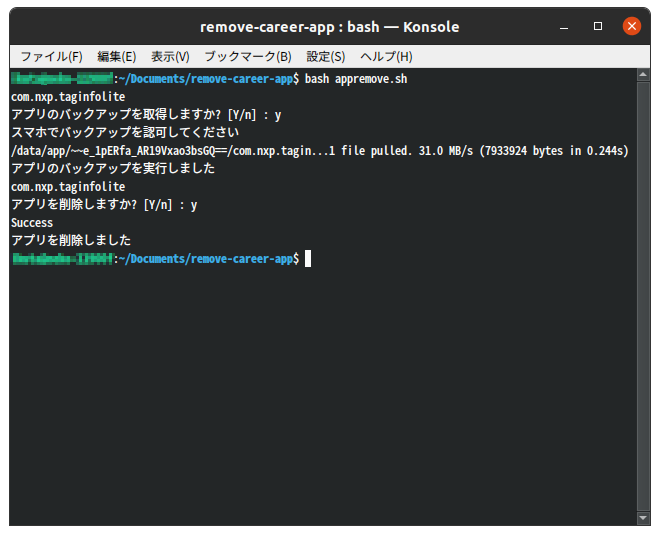 remove-career-app : bash — Konsole
ファイル(F) 編集(E) 表示(V) ブックマーク(B) 設定(S) ヘルプ(H)
:~/Documents/remove-career-app$ bash appremove.sh
com.nxp.taginfolite
アプリのバックアップを取得しますか? [Y/n] : y
スマホでバックアップを認可してください
/data/app/~~e_1pERfa_AR19Vxao3bsGQ==/com.nxp.tagin...1 file pulled. 31.0 MB/s (7933924 bytes in 0.244s)
アプリのバックアップを実行しました
com.nxp.taginfolite
アプリを削除しますか? [Y/n] : y
Success
アプリを削除しました
:~/Documents/remove-career-app$